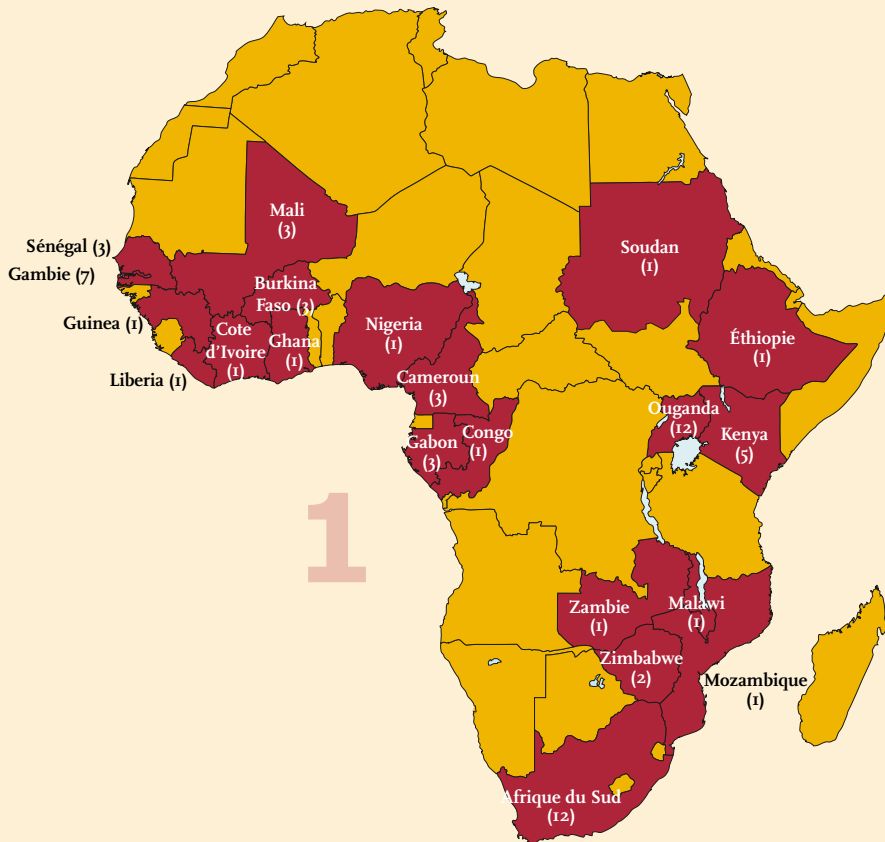 Mali
(3)
Sénégal (3)
Soudan
(1)
Gambie (7)
Burkina
Faso (3)
Guinea (1)
Cote
d'Ivoire
(1)
Ghana
(1)
Nigeria
(1)
Éthiopie
(1)
Liberia (1)
Cameroun
(3)
Ouganda
(12)
Kenya
(5)
Gabon
(3)
Congo
(1)
1
Zambie
(1)
Malawi
(1)
Zimbabwe
(2)
Mozambique
(1)
Afrique du Sud
(12)